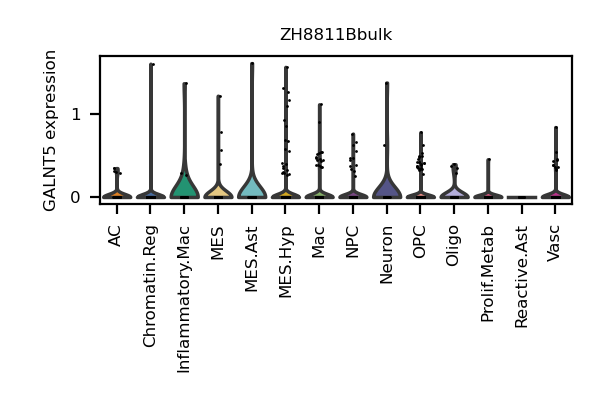 ZH8811Bbulk
GALNT5 expression
1
0
AC
Chromatin.Reg
Inflammatory.Mac
MES
MES.Ast
MES.Hyp
Mac
NPC
Neuron
OPC
Oligo
Prolif.Metab
Reactive.Ast
Vasc